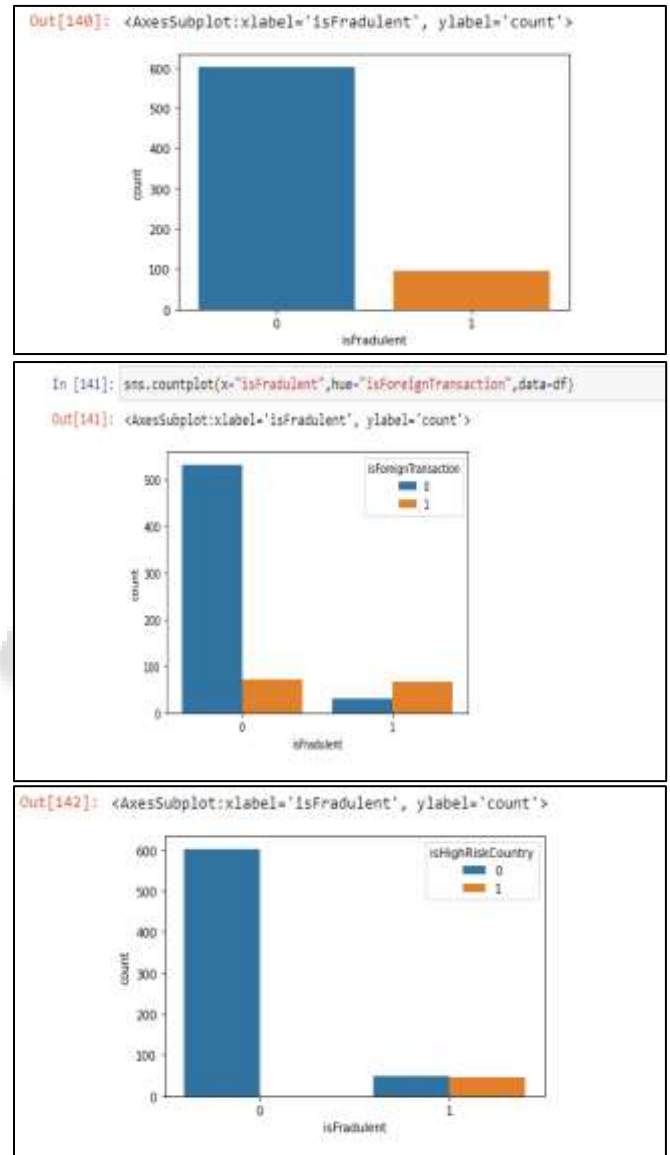 Out[140]: <AxesSubplot:xlabel='isFradulent', ylabel='count'>
600
500
400
300
200
100
0
count
0 1
isFradulent
In [141]: sns.countplot(x="isFradulent",hue="isForeignTransaction",data=df)
Out[141]: <AxesSubplot:xlabel='isFradulent', ylabel='count'>
isForeignTransaction
0
1
500
400
300
200
100
0
count
0 1
isFradulent
Out[142]: <AxesSubplot:xlabel='isFradulent', ylabel='count'>
isHighRiskCountry
0
1
600
500
400
300
200
100
0
count
0 1
isFradulent